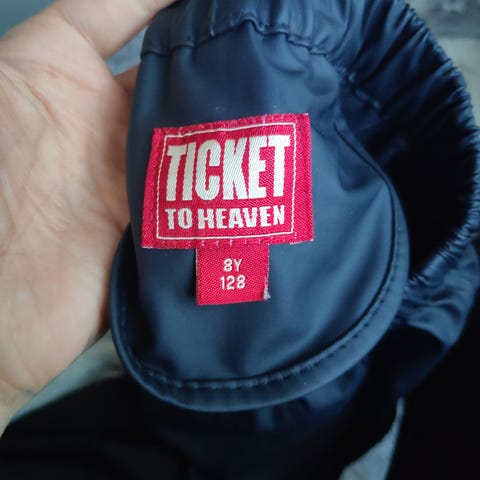 TICKET
TO HEAVEN
8Y
128